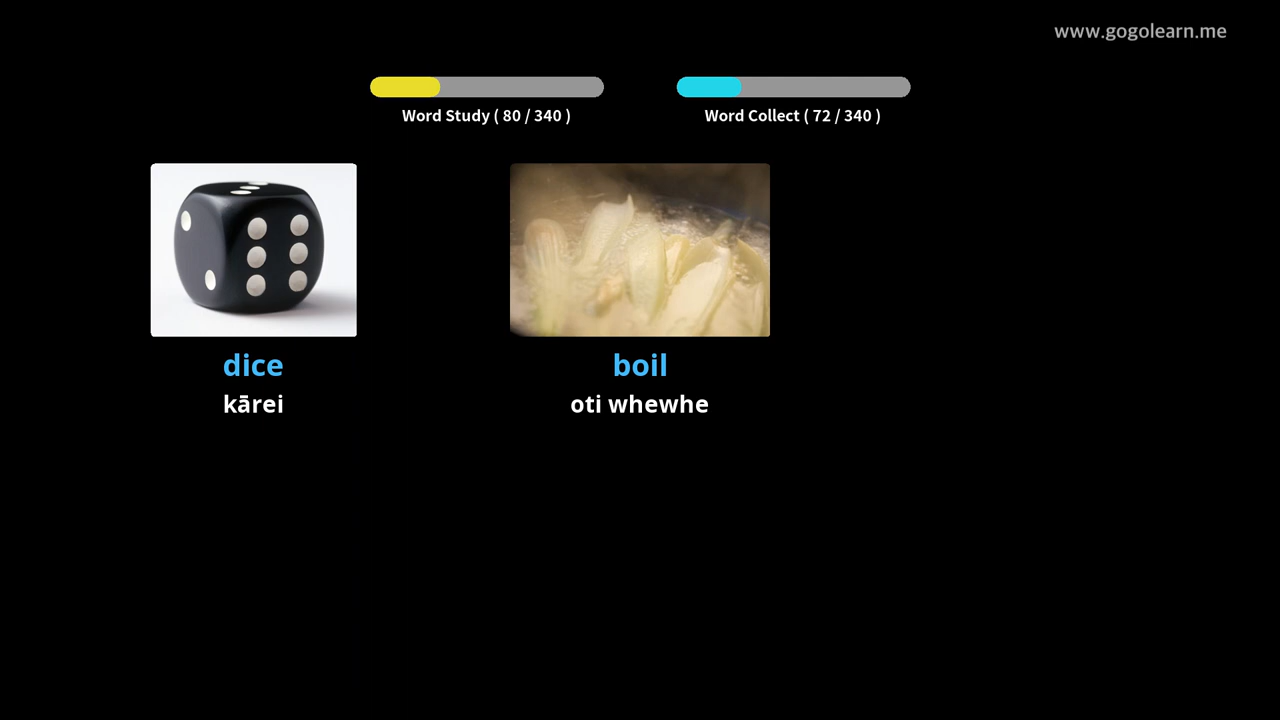 www.gogolearn.me
Word Study ( 80 / 340 )
Word Collect ( 72 / 340 )
dice
kārei
boil
oti whewhe